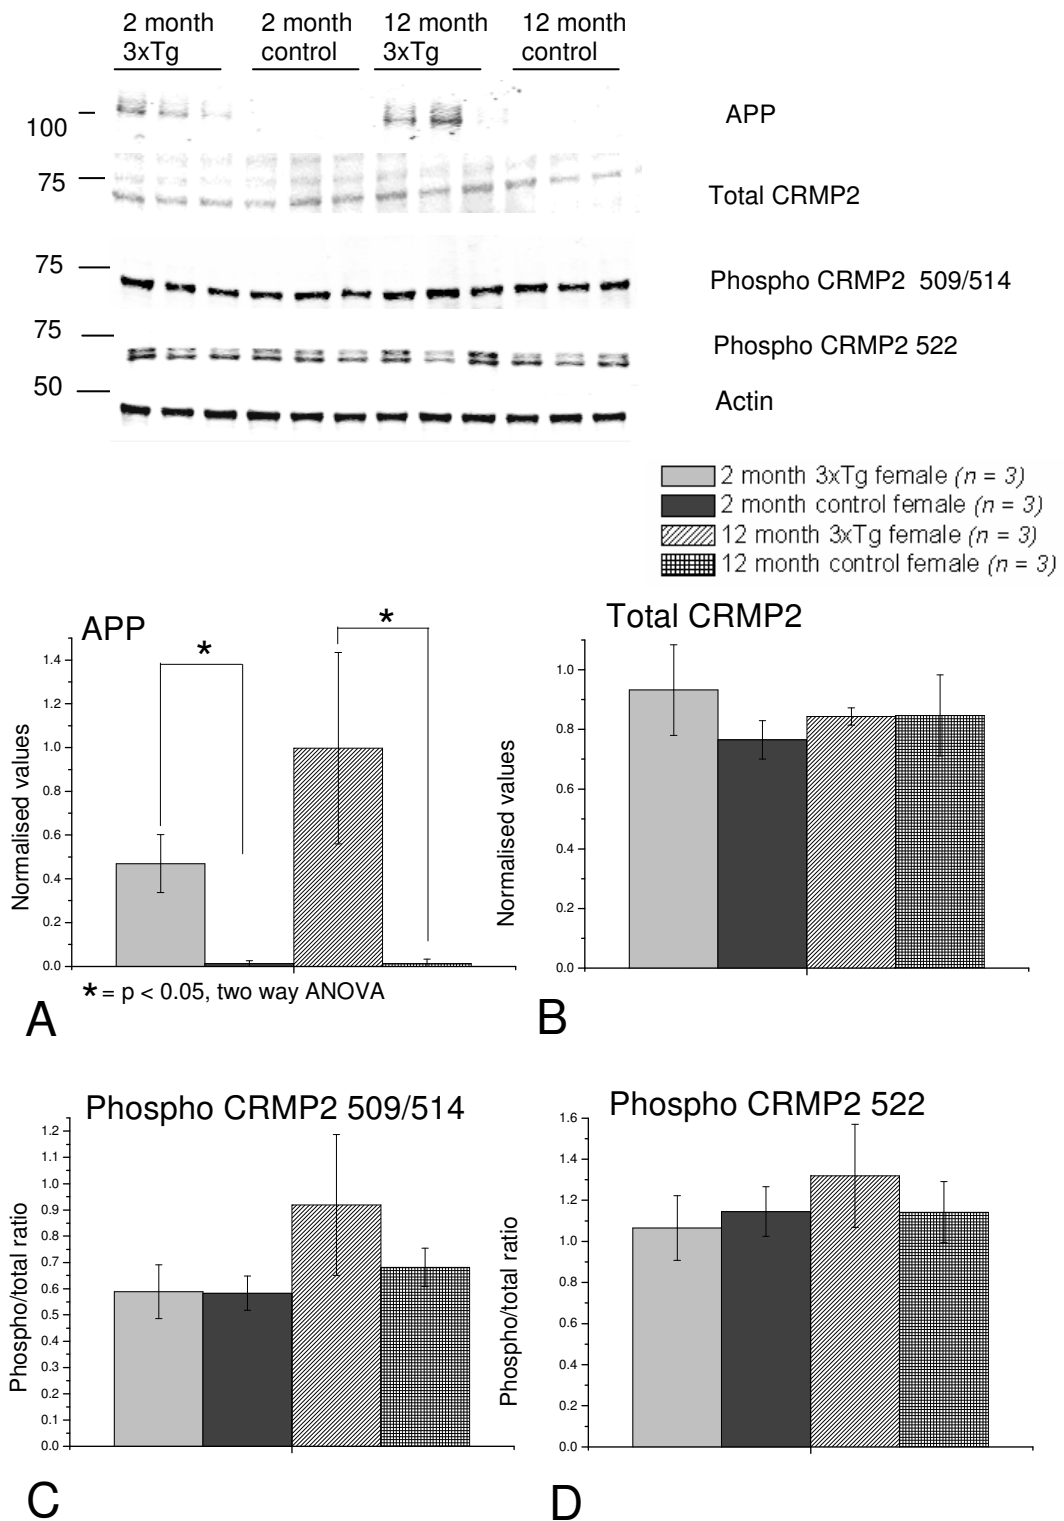 2 month 3xTg
2 month control
12 month 3xTg
12 month control
100
APP
75
Total CRMP2
75
Phospho CRMP2 509/514
75
Phospho CRMP2 522
50
Actin
2 month 3xTg female (n = 3)
2 month control female (n = 3)
12 month 3xTg female (n = 3)
12 month control female (n = 3)
APP
*
*
Normalised values
1.4
1.2
1.0
0.8
0.6
0.4
0.2
0.0
* = p < 0.05, two way ANOVA
A
Total CRMP2
Normalised values
1.0
0.8
0.6
0.4
0.2
0.0
B
Phospho CRMP2 509/514
Phospho/total ratio
1.2
1.1
1.0
0.9
0.8
0.7
0.6
0.5
0.4
0.3
0.2
0.1
0.0
C
Phospho CRMP2 522
Phospho/total ratio
1.6
1.4
1.2
1.0
0.8
0.6
0.4
0.2
0.0
D